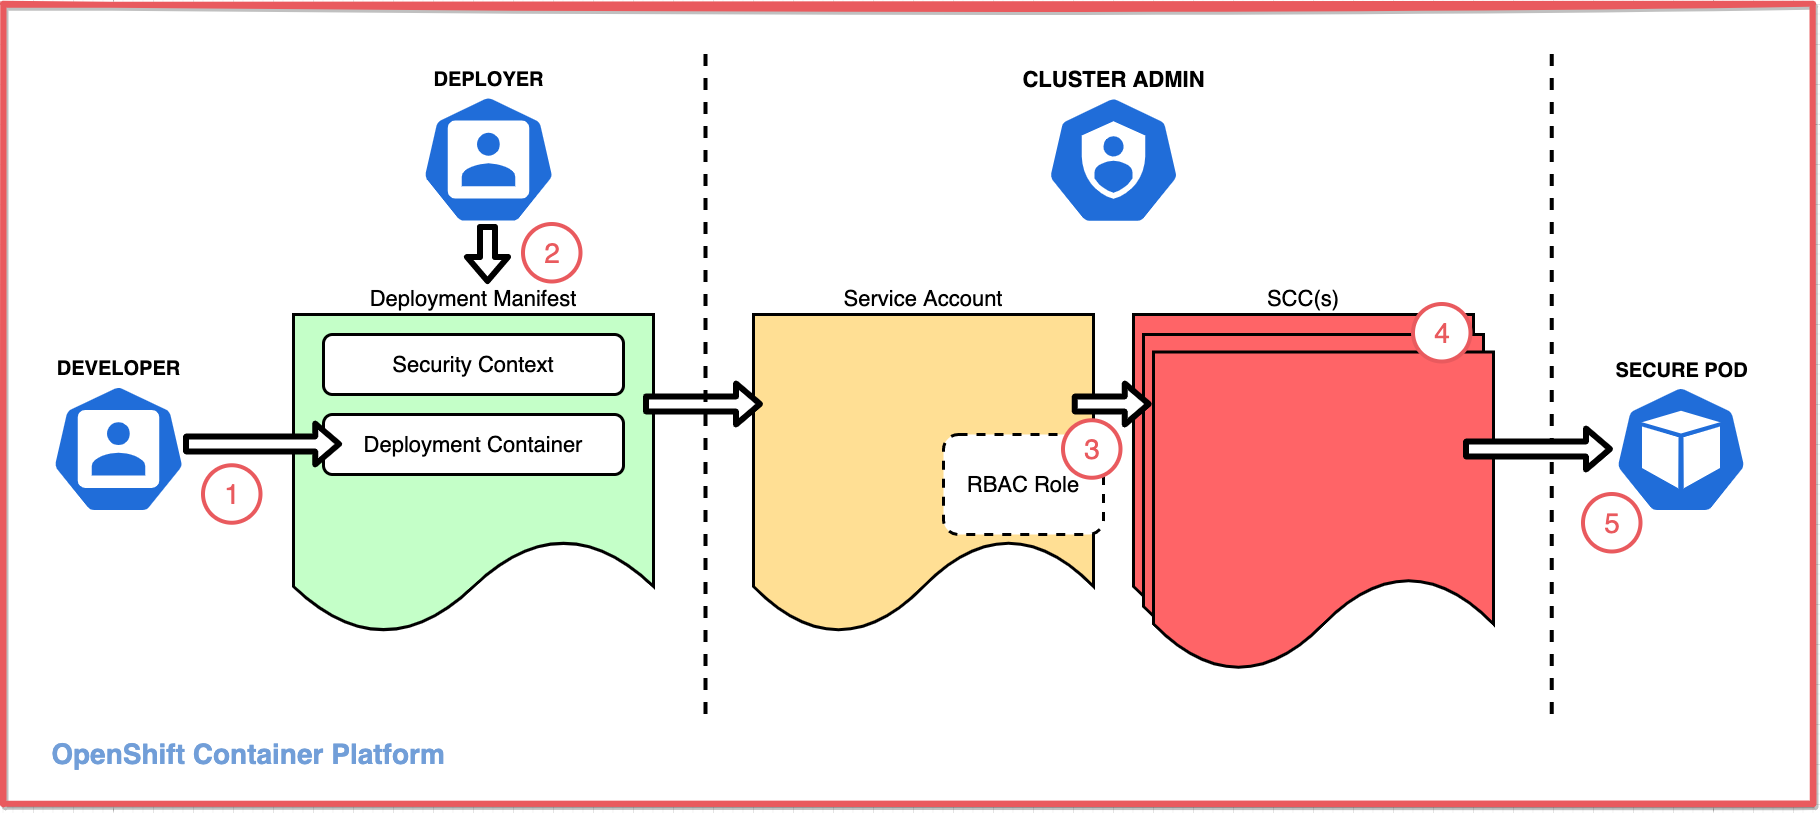 DEPLOYER
CLUSTER ADMIN
2
Deployment Manifest
Service Account
SCC(s)
4
Security Context
DEVELOPER
SECURE POD
Deployment Container
3
RBAC Role
1
5
OpenShift Container Platform